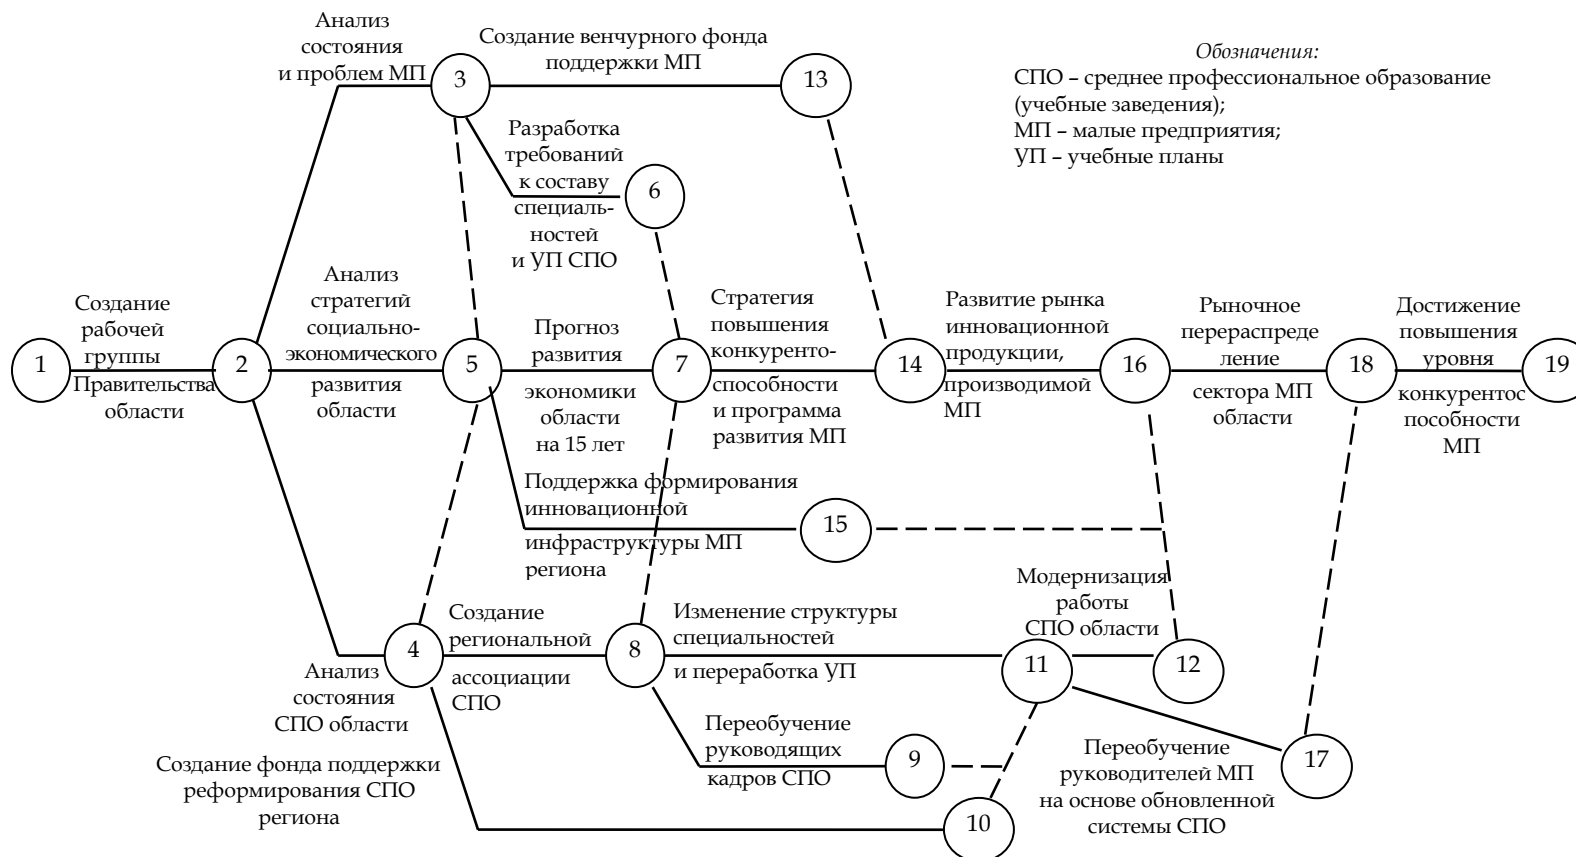 Анализ
состояния
и проблем МП
3
Создание венчурного фонда
поддержки МП
13
Обозначения:
СПО – среднее профессиональное образование
(учебные заведения);
МП – малые предприятия;
УП – учебные планы
Разработка
требований
к составу
специаль-
ностей
и УП СПО
6
1
Создание
рабочей
группы
Правительства
области
2
Анализ
стратегий
социально-
экономического
развития
области
5
Прогноз
развития
экономики
области
на 15 лет
7
Стратегия
повышения
конкуренто-
способности
и программа
развития МП
14
Развитие рынка
инновационной
продукции,
производимой
МП
16
Рыночное
перераспреде
ление
сектора МП
области
18
Достижение
повышения
уровня
конкурентос
пособности
МП
19
Поддержка формирования
инновационной
инфраструктуры МП
региона
15
Анализ
состояния
СПО области
4
Создание
региональной
ассоциации
СПО
8
Изменение структуры
специальностей
и переработка УП
11
Модернизация
работы
СПО области
12
Переобучение
руководящих
кадров СПО
9
Создание фонда поддержки
реформирования СПО
региона
10
Переобучение
руководителей МП
на основе обновленной
системы СПО
17